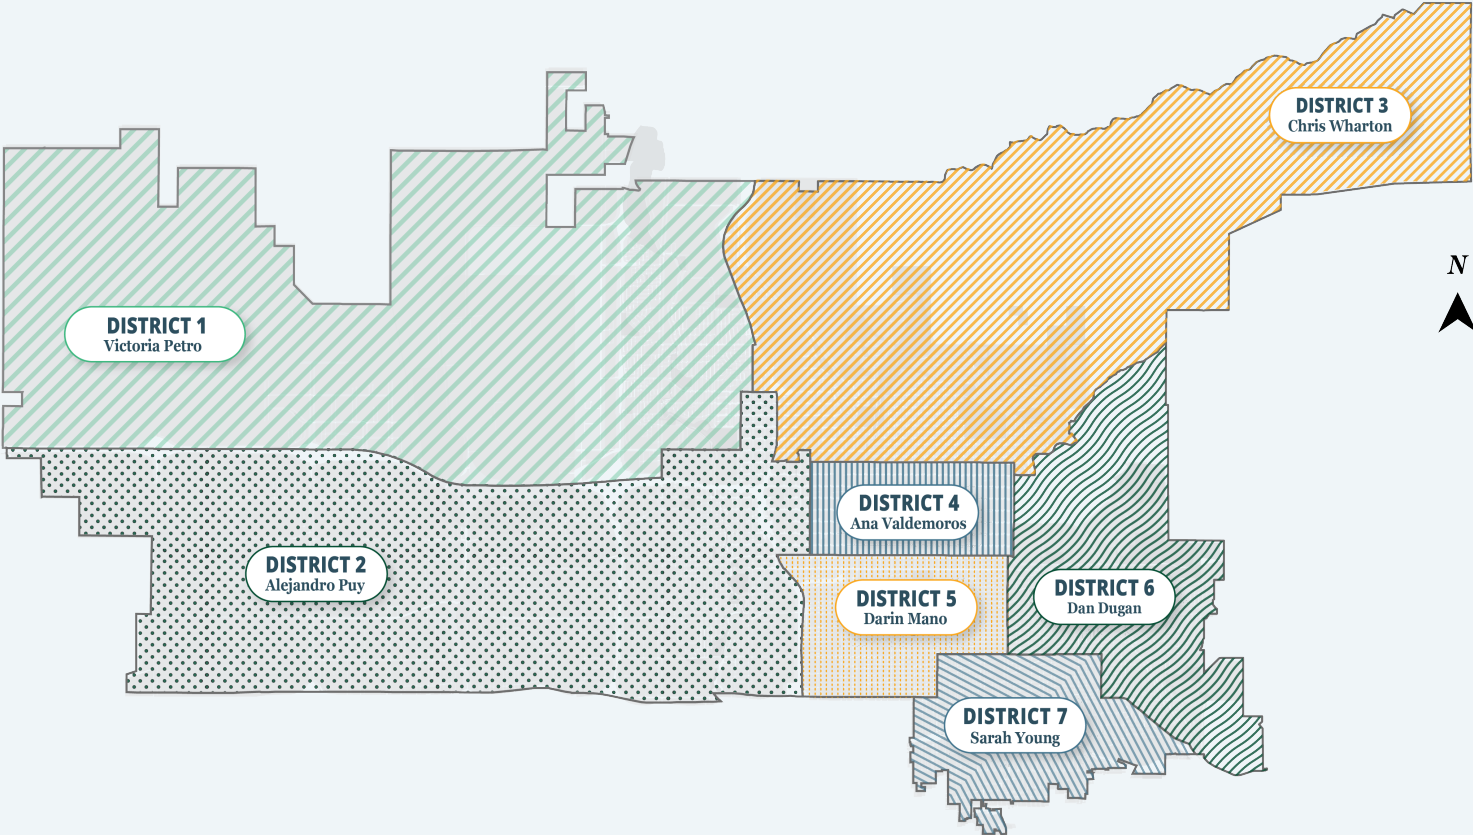 DISTRICT 3
Chris Wharton
N
DISTRICT 1
Victoria Petro
DISTRICT 4
Ana Valdemoros
DISTRICT 2
Alejandro Puy
DISTRICT 5
Darin Mano
DISTRICT 6
Dan Dugan
DISTRICT 7
Sarah Young